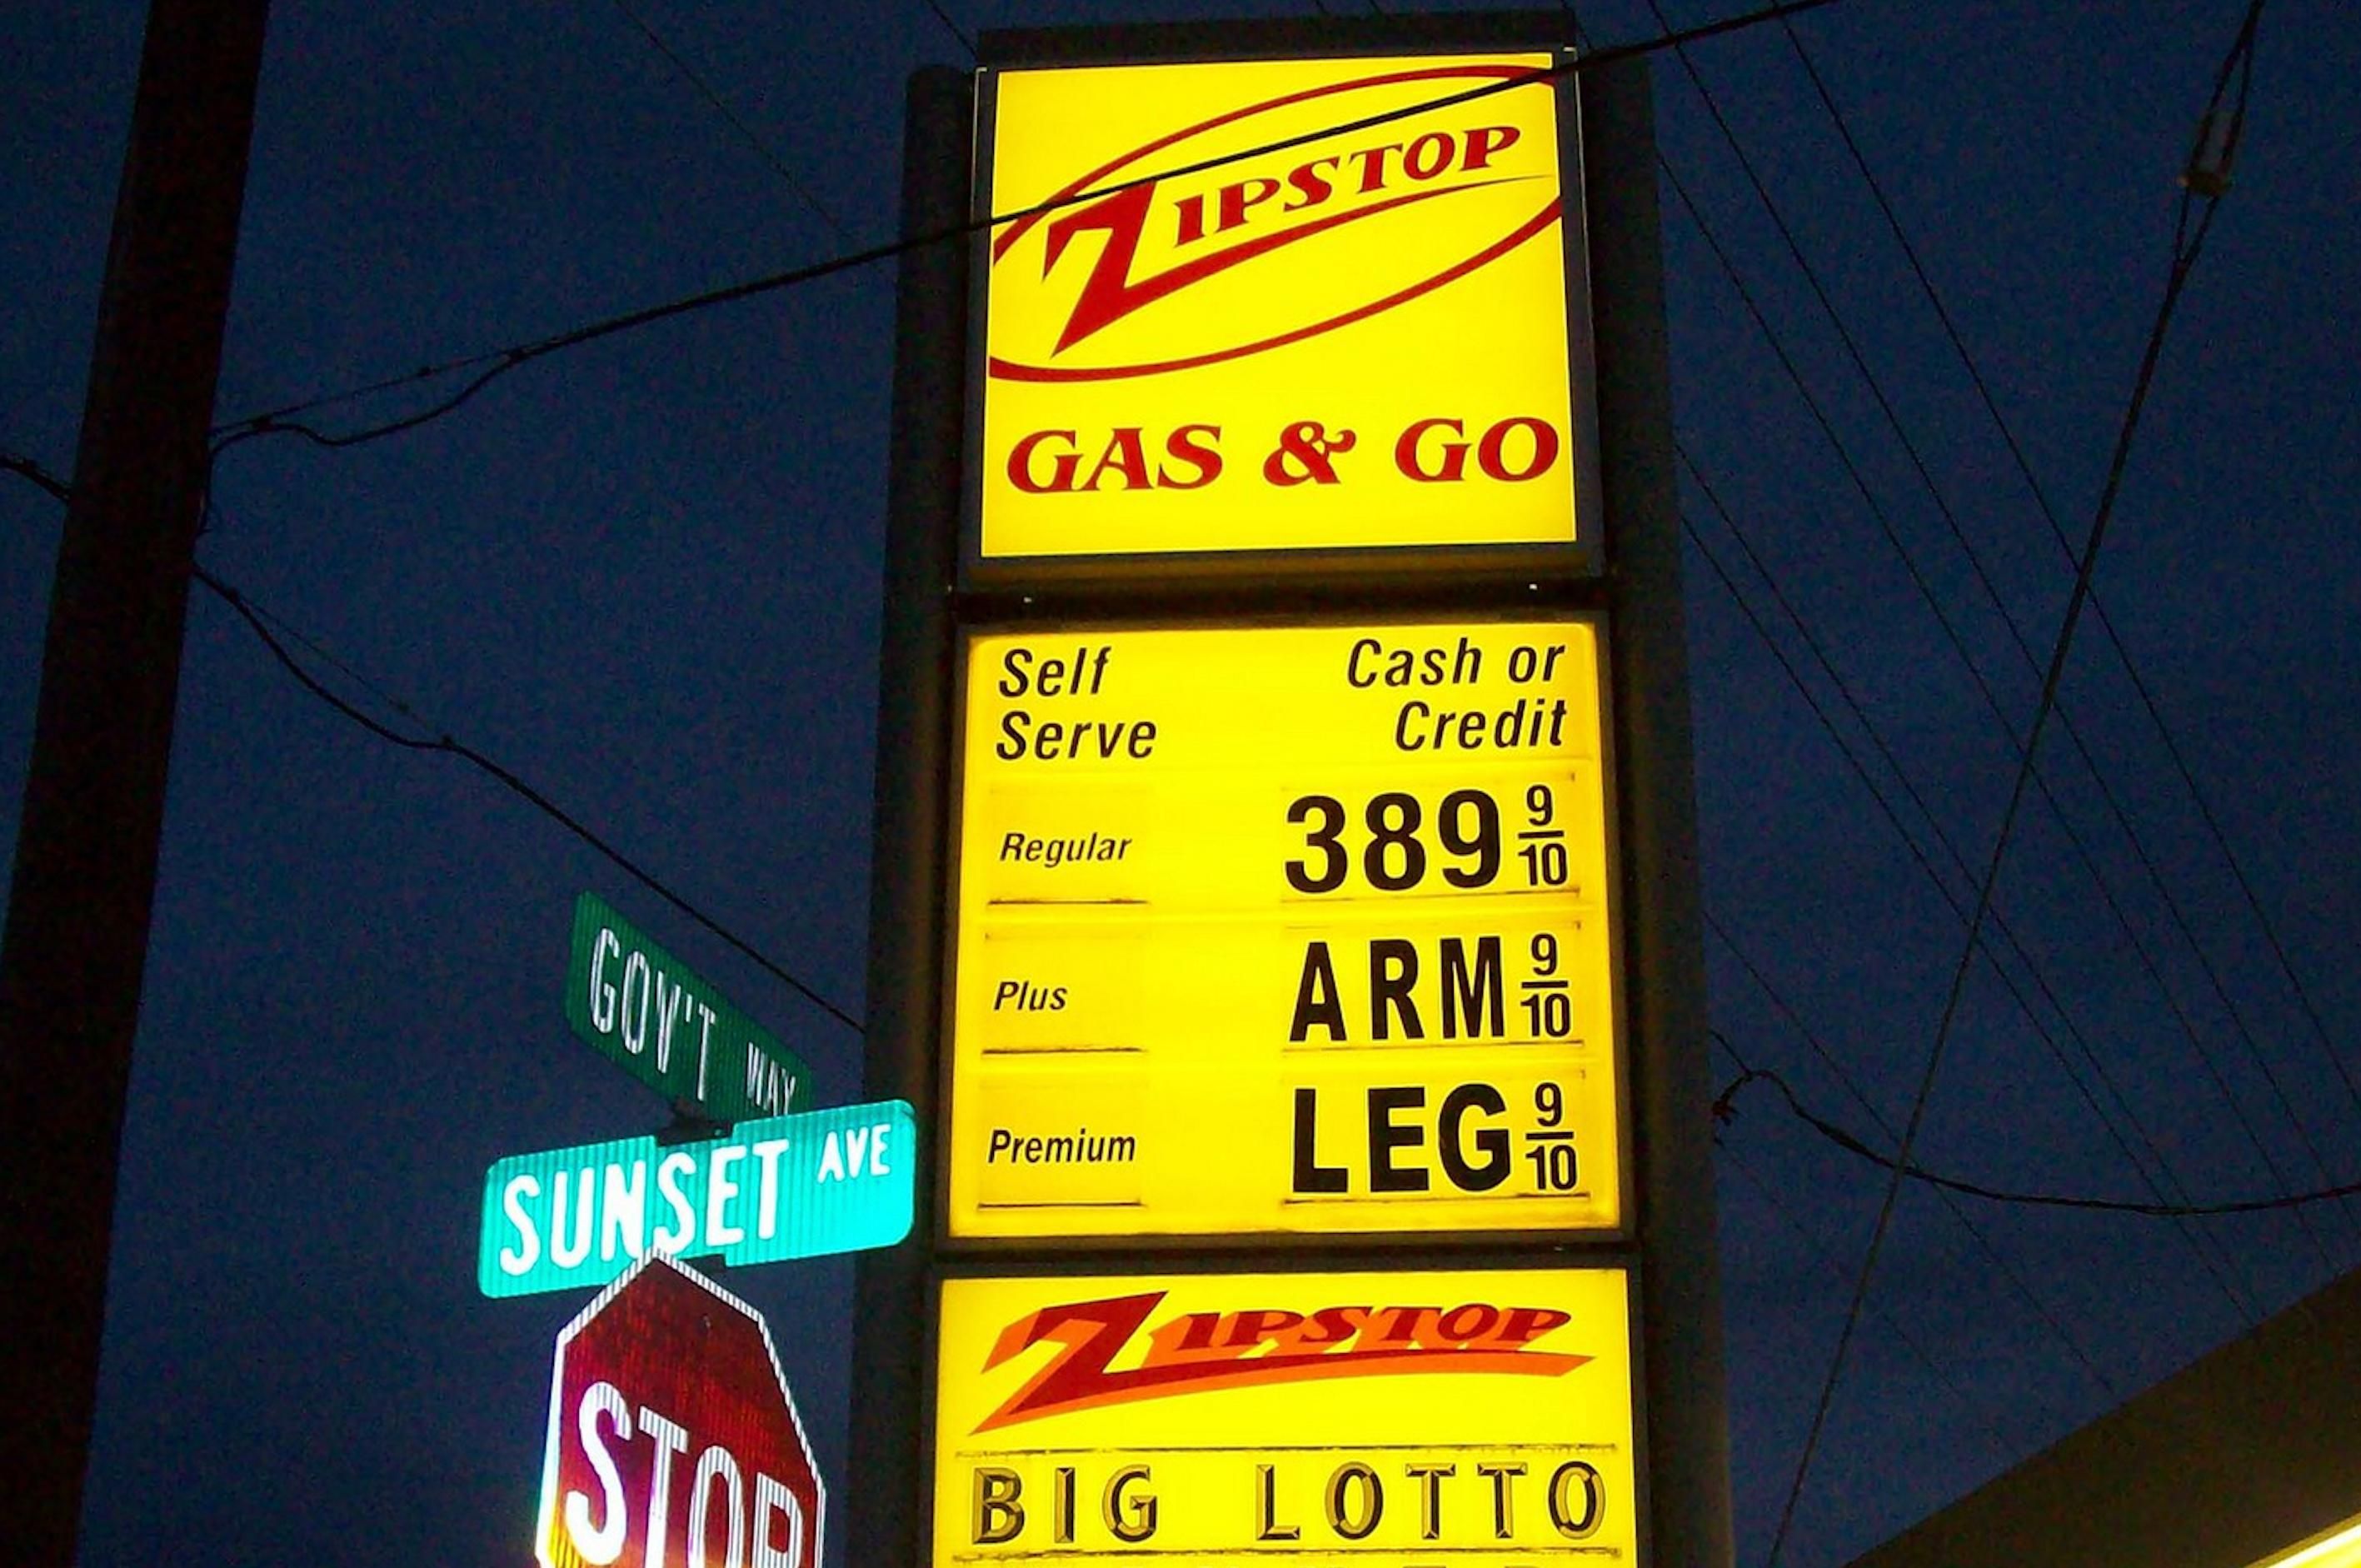 ZIPSTOP
GAS & GO
Self Serve
Cash or Credit
Regular 389 9/10
Plus ARM 9/10
Premium LEG 9/10
ZIPSTOP
BIG LOTTO
GOV'T WAY
SUNSET AVE
STOP